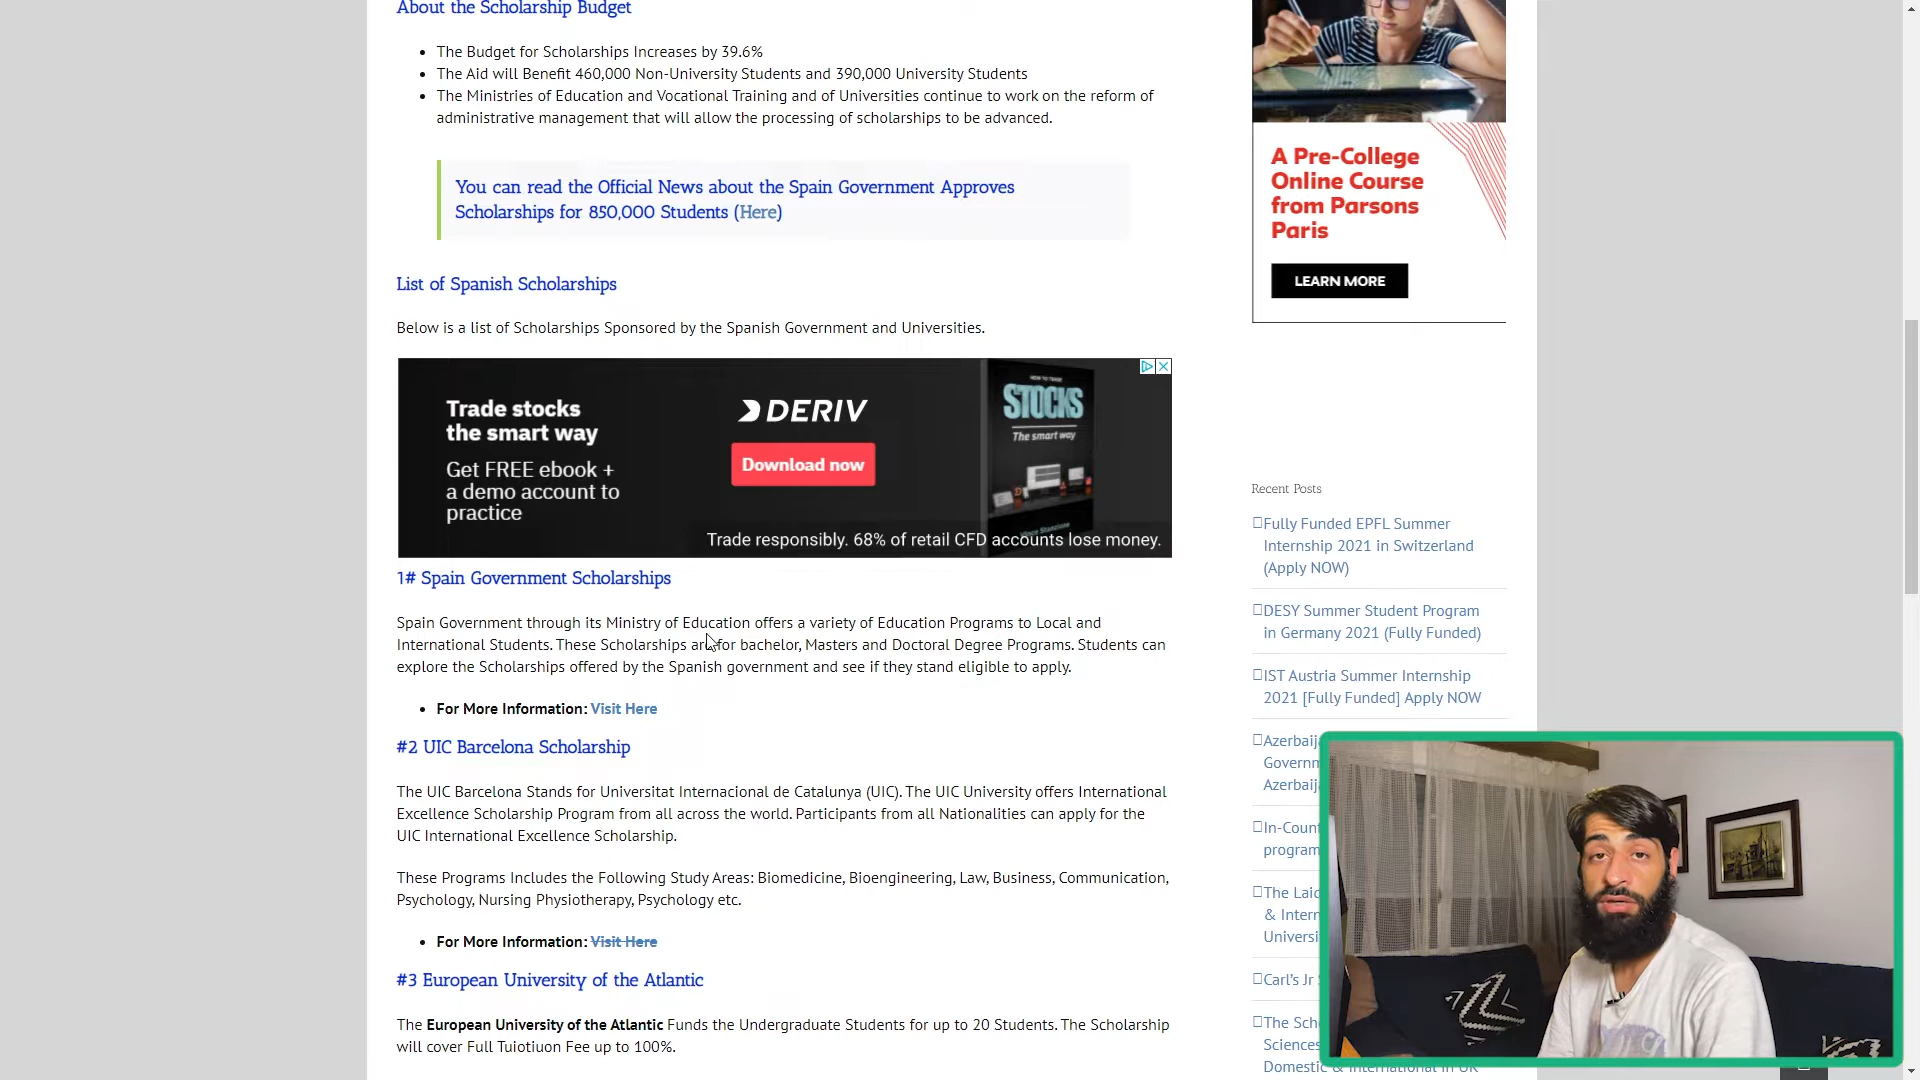 About the Scholarship Budget
The Budget for Scholarships Increases by 39.6%
The Aid will Benefit 460,000 Non-University Students and 390,000 University Students
The Ministries of Education and Vocational Training and of Universities continue to work on the reform of
administrative management that will allow the processing of scholarships to be advanced.
You can read the Official News about the Spain Government Approves
Scholarships for 850,000 Students (Here)
List of Spanish Scholarships
Below is a list of Scholarships Sponsored by the Spanish Government and Universities.
Trade stocks
the smart way
Get FREE ebook +
a demo account to
practice
DERIV
Download now
HOW TO TRADE
STOCKS
The smart way
Trade responsibly. 68% of retail CFD accounts lose money.
1# Spain Government Scholarships
Spain Government through its Ministry of Education offers a variety of Education Programs to Local and
International Students. These Scholarships are for bachelor, Masters and Doctoral Degree Programs. Students can
explore the Scholarships offered by the Spanish government and see if they stand eligible to apply.
For More Information: Visit Here
#2 UIC Barcelona Scholarship
The UIC Barcelona Stands for Universitat Internacional de Catalunya (UIC). The UIC University offers International
Excellence Scholarship Program from all across the world. Participants from all Nationalities can apply for the
UIC International Excellence Scholarship.
These Programs Includes the Following Study Areas: Biomedicine, Bioengineering, Law, Business, Communication,
Psychology, Nursing Physiotherapy, Psychology etc.
For More Information: Visit Here
#3 European University of the Atlantic
The European University of the Atlantic Funds the Undergraduate Students for up to 20 Students. The Scholarship
will cover Full Tuiotiuon Fee up to 100%.
A Pre-College
Online Course
from Parsons
Paris
LEARN MORE
Recent Posts
Fully Funded EPFL Summer
Internship 2021 in Switzerland
(Apply NOW)
DESY Summer Student Program
in Germany 2021 (Fully Funded)
IST Austria Summer Internship
2021 [Fully Funded] Apply NOW
Azerbaij
Governm
Azerbaij
In-Coun
program
The Laid
& Intern
Universi
Carl's Jr
The Sch
Sciences
Domestic & International in UK